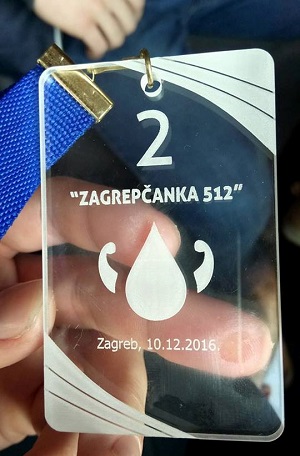 2
"ZAGREPČANKA 512"
Zagreb, 10.12.2016.